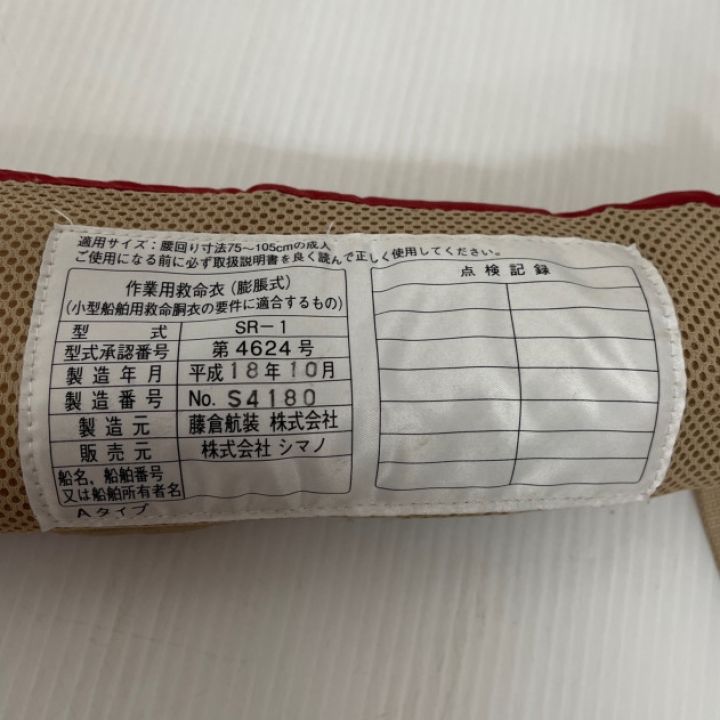 適用サイズ：腰回り寸法75～105cmの成人
ご使用になる前に必ず取扱説明書を良く読んで正しく使用してください。
作業用救命衣（膨脹式）
（小型船舶用救命胴衣の要件に適合するもの）
型式 SR-1
型式承認番号 第4624号
製造年月 平成18年10月
製造番号 No. S4180
製造元 藤倉航装 株式会社
販売元 株式会社 シマノ
船名、船舶番号
又は船舶所有者名
Aタイプ
点検記録